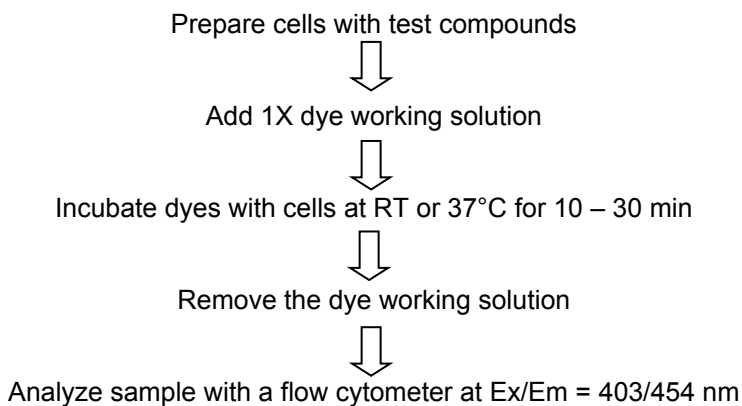 Prepare cells with test compounds
Add 1X dye working solution
Incubate dyes with cells at RT or 37°C for 10 – 30 min
Remove the dye working solution
Analyze sample with a flow cytometer at Ex/Em = 403/454 nm